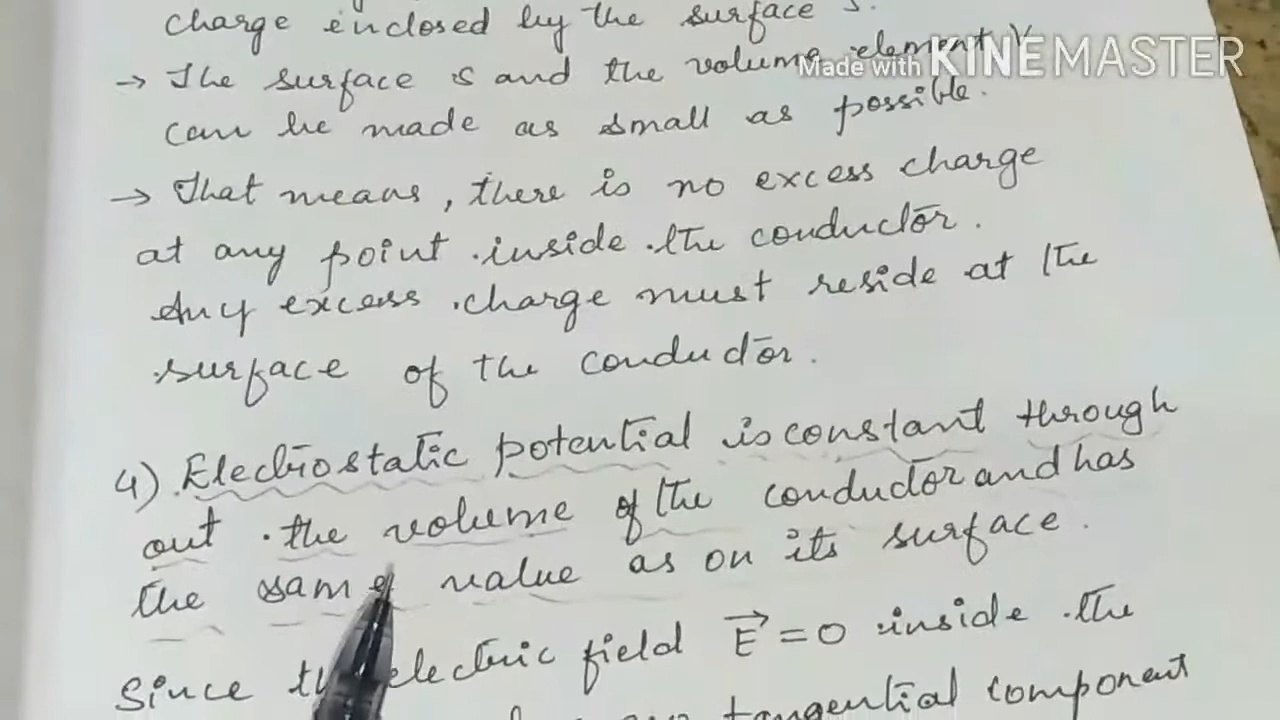 charge enclosed by the surface S.
→ The surface S and the volume element V
Made with KINEMASTER
can be made as small as possible.
→ That means, there is no excess charge
at any point inside the conductor.
Any excess charge must reside at the
surface of the conductor.
4) Electrostatic potential is constant through
out the volume of the conductor and has
the same value as on its surface.
Since the electric field E⃗ = 0 inside the
tangential component